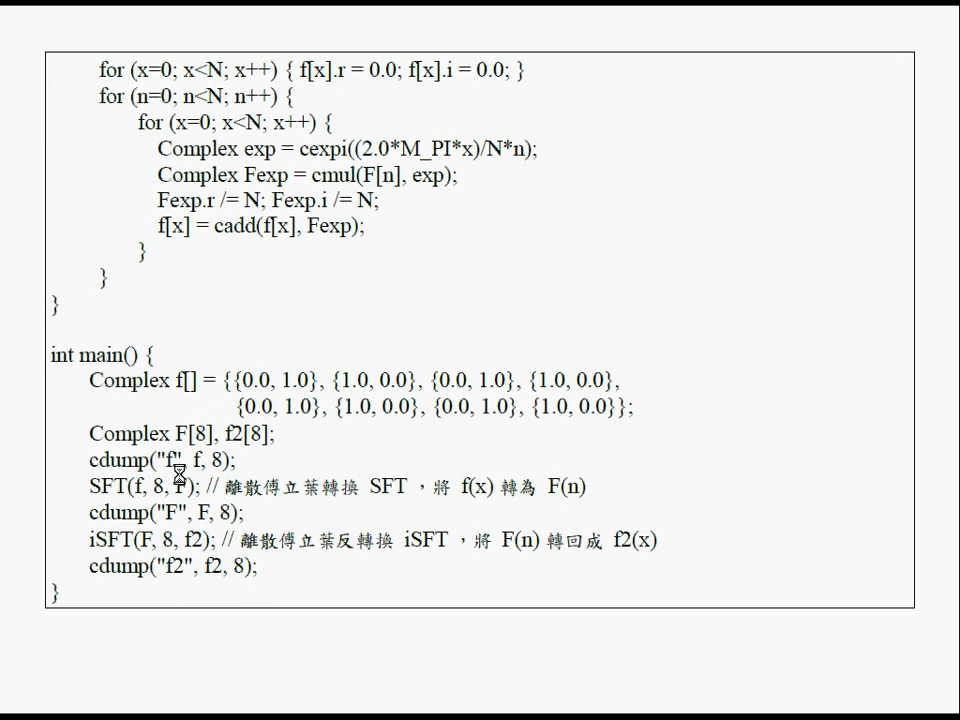 for (x=0; x<N; x++) { f[x].r = 0.0; f[x].i = 0.0; }
for (n=0; n<N; n++) {
for (x=0; x<N; x++) {
Complex exp = cexpi((2.0*M_PI*x)/N*n);
Complex Fexp = cmul(F[n], exp);
Fexp.r /= N; Fexp.i /= N;
f[x] = cadd(f[x], Fexp);
}
}
}
int main() {
Complex f[] = {{0.0, 1.0}, {1.0, 0.0}, {0.0, 1.0}, {1.0, 0.0},
{0.0, 1.0}, {1.0, 0.0}, {0.0, 1.0}, {1.0, 0.0}};
Complex F[8], f2[8];
cdump("f", f, 8);
SFT(f, 8, F); // 離散傅立葉轉換 SFT ，將 f(x) 轉為 F(n)
cdump("F", F, 8);
iSFT(F, 8, f2); // 離散傅立葉反轉換 iSFT ，將 F(n) 轉回成 f2(x)
cdump("f2", f2, 8);
}